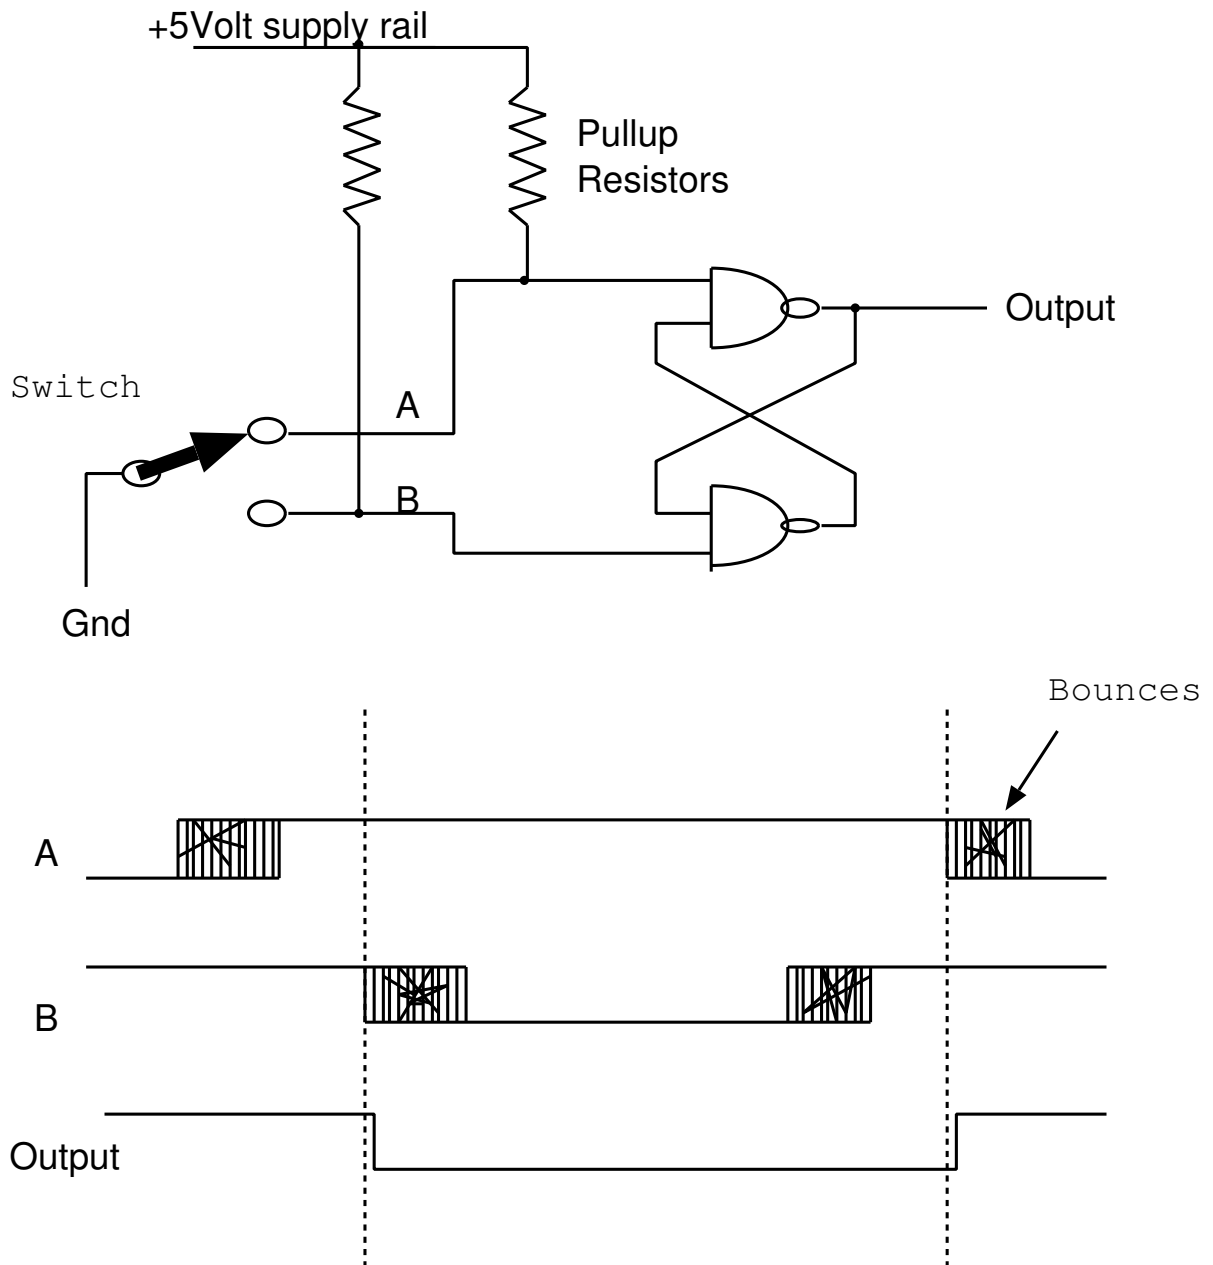 +5Volt supply rail
Pullup
Resistors
Output
Switch
A
B
Gnd
Bounces
A
B
Output